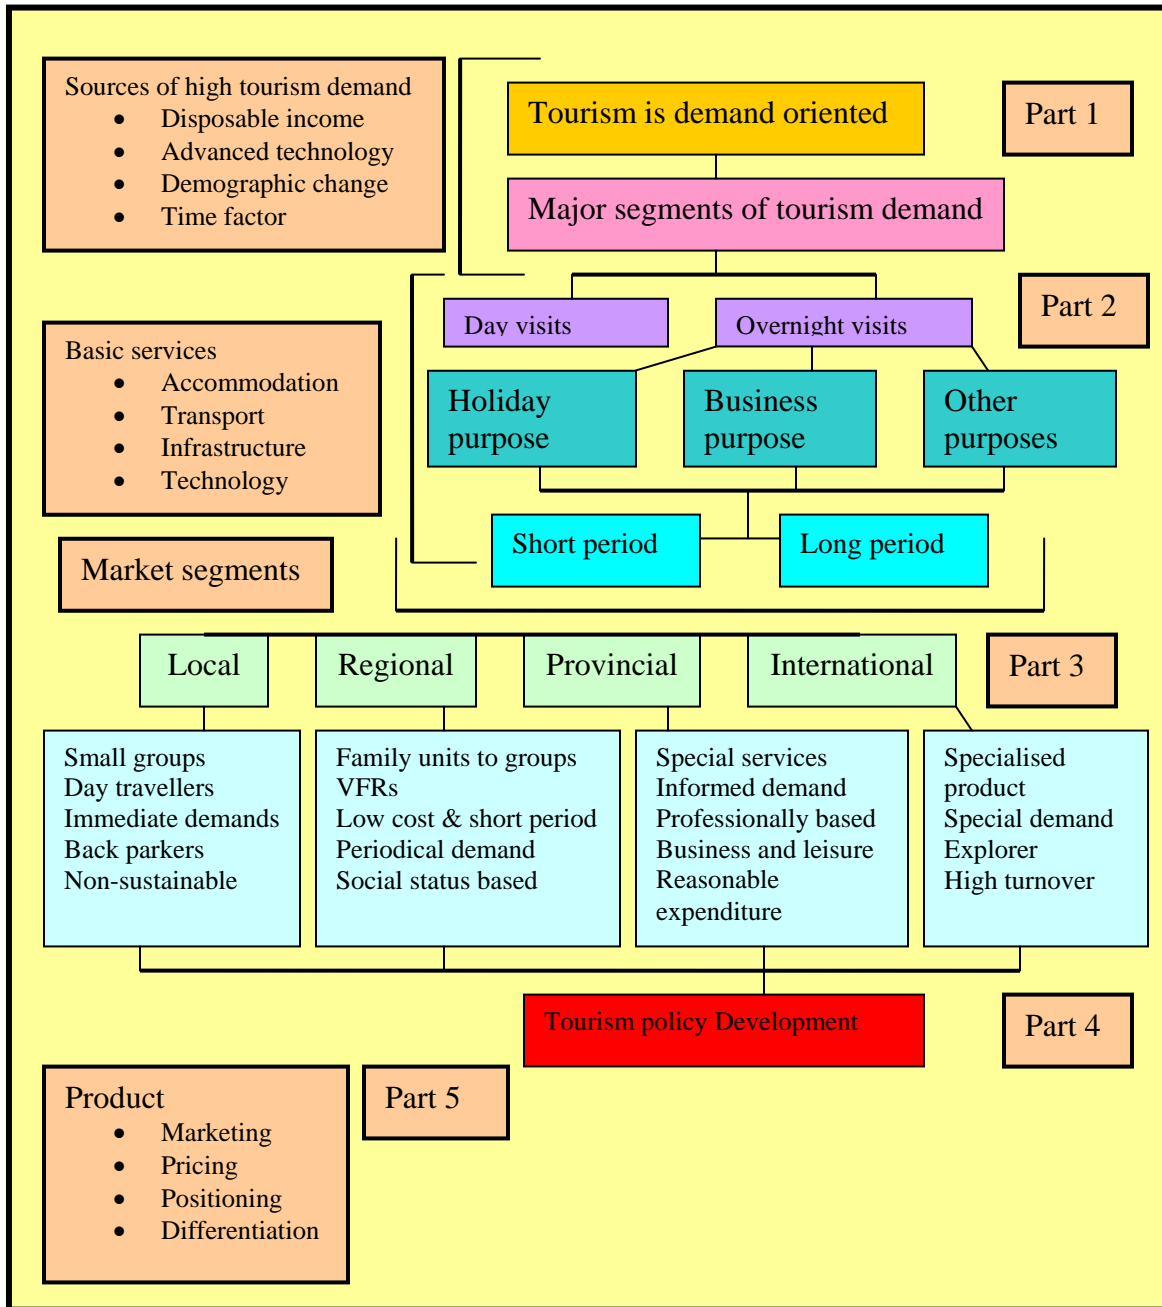 Sources of high tourism demand
• Disposable income
• Advanced technology
• Demographic change
• Time factor
Tourism is demand oriented
Part 1
Major segments of tourism demand
Day visits
Overnight visits
Part 2
Basic services
• Accommodation
• Transport
• Infrastructure
• Technology
Holiday
purpose
Business
purpose
Other
purposes
Short period
Long period
Market segments
Local
Regional
Provincial
International
Part 3
Small groups
Day travellers
Immediate demands
Back parkers
Non-sustainable
Family units to groups
VFRs
Low cost & short period
Periodical demand
Social status based
Special services
Informed demand
Professionally based
Business and leisure
Reasonable
expenditure
Specialised
product
Special demand
Explorer
High turnover
Tourism policy Development
Part 4
Product
• Marketing
• Pricing
• Positioning
• Differentiation
Part 5